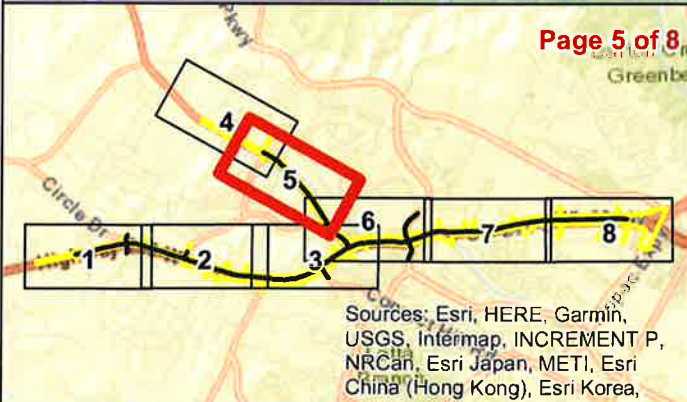 Pkwy
Page 5 of 8
Greenbe
4
5
Circle Dr
6
7
8
1
2
3
Sources: Esri, HERE, Garmin,
USGS, Intermap, INCREMENT P,
NRCan, Esri Japan, METI, Esri
China (Hong Kong), Esri Korea,